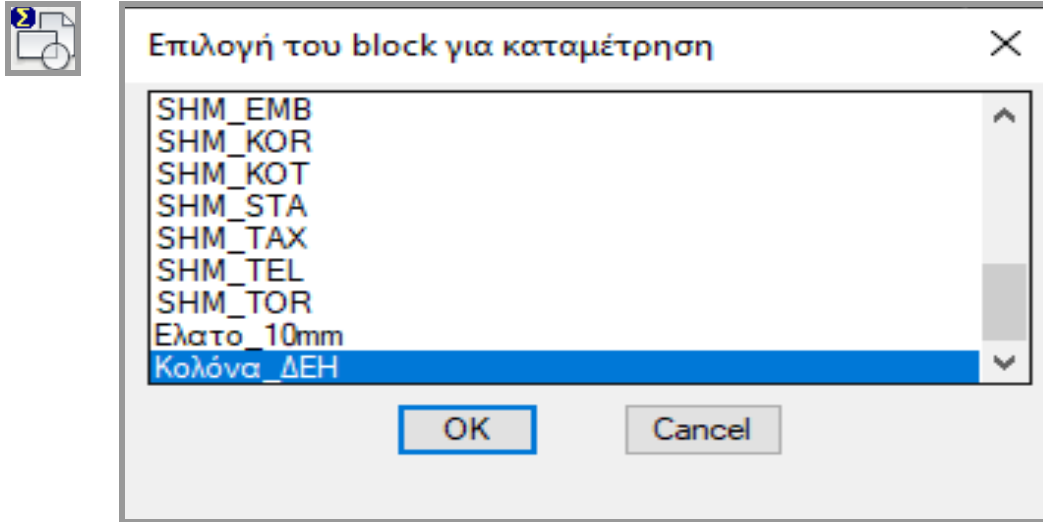 Σ
Επιλογή του block για καταμέτρηση
SHM_EMB
SHM_KOR
SHM_KOT
SHM_STA
SHM_TAX
SHM_TEL
SHM_TOR
Ελατο_10mm
Κολόνα_ΔΕΗ
OK Cancel